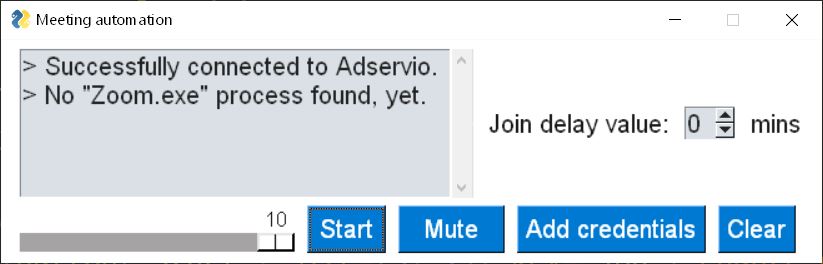 Meeting automation
> Successfully connected to Adservio.
> No "Zoom.exe" process found, yet.
Join delay value: 0 mins
10
Start Mute Add credentials Clear